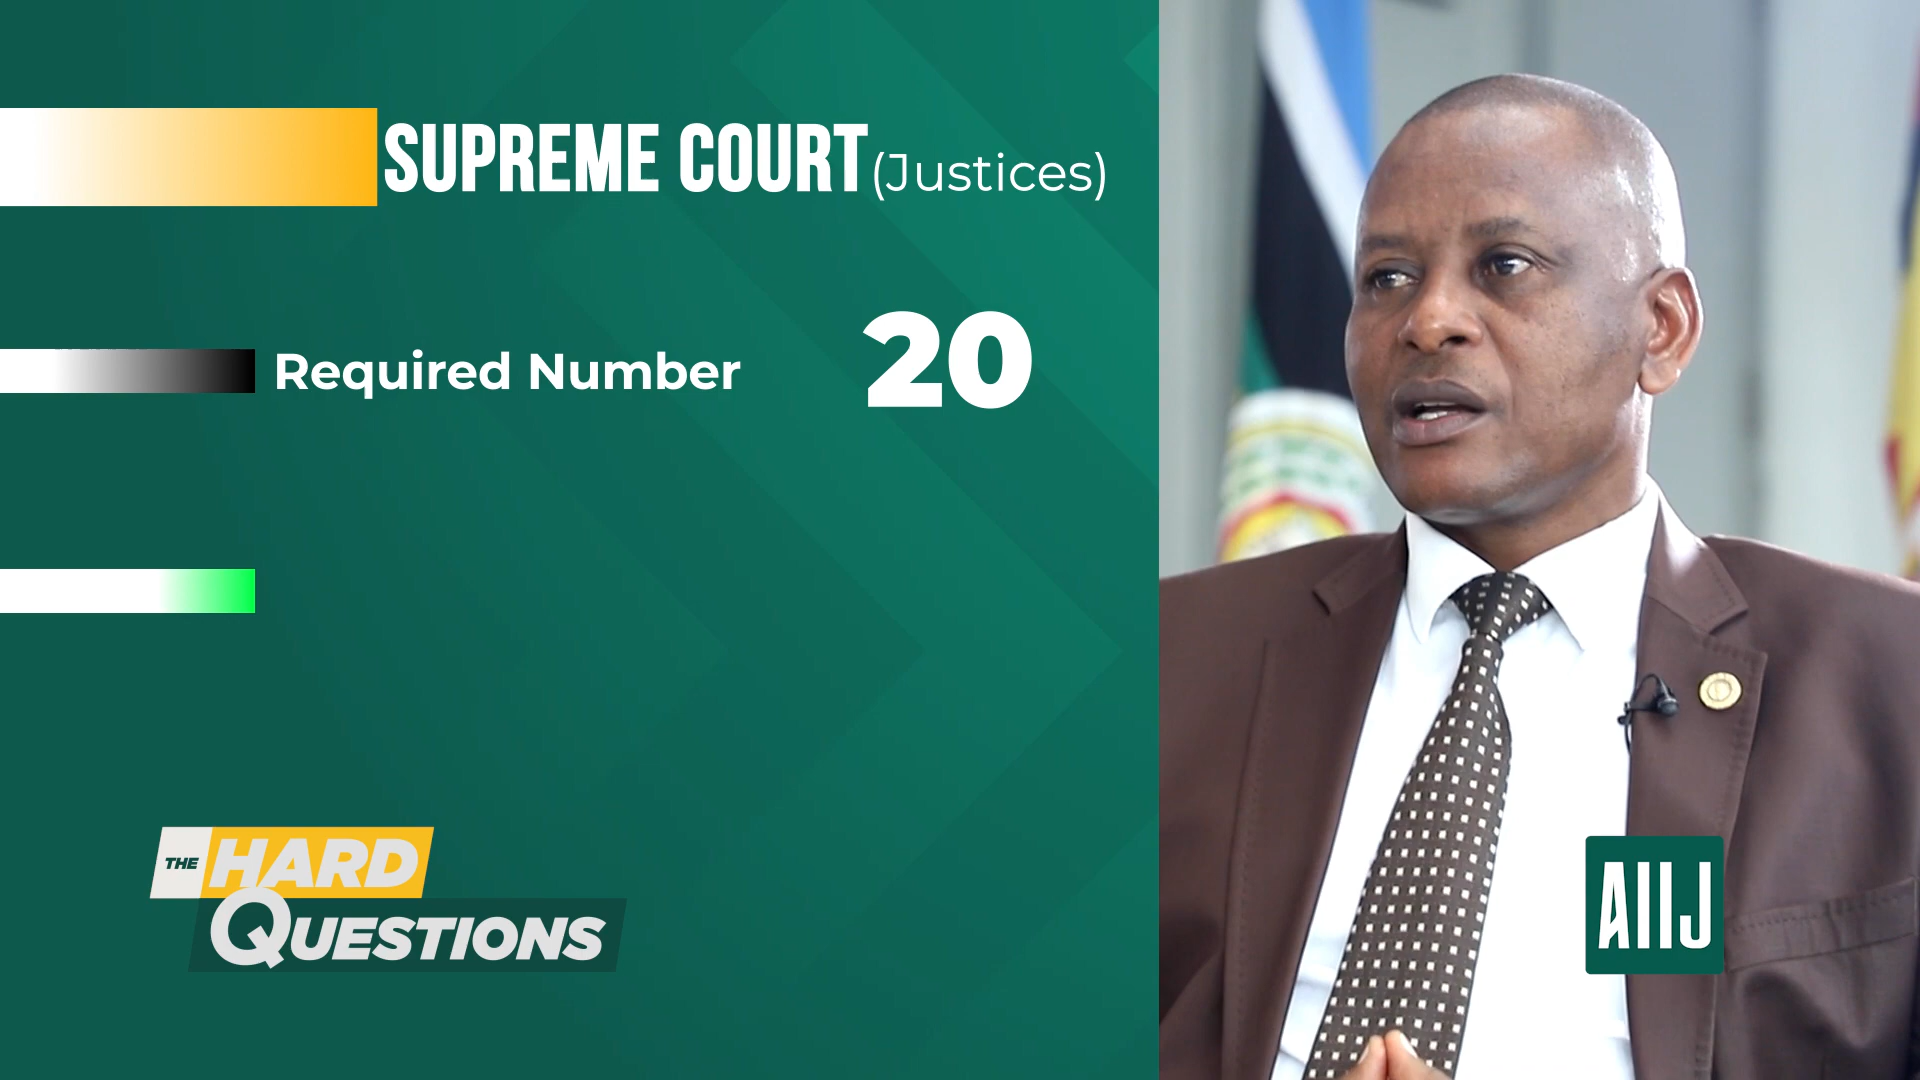 SUPREME COURT (Justices)
Required Number 20
THE HARD
QUESTIONS
AIIJ